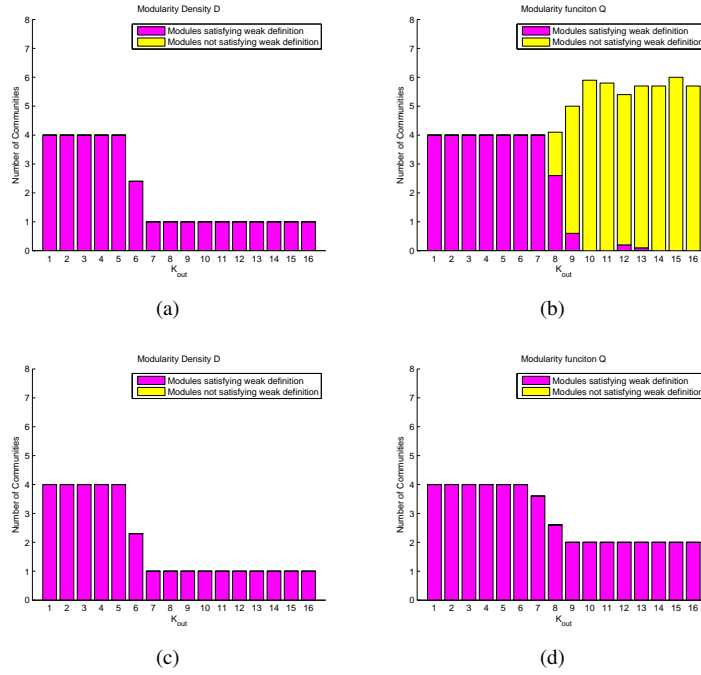 Modularity Density D
Modules satisfying weak definition
Modules not satisfying weak definition
Number of Communities
8
7
6
5
4
3
2
1
0
1 2 3 4 5 6 7 8 9 10 11 12 13 14 15 16
K_out
(a)
Modularity funciton Q
Modules satisfying weak definition
Modules not satisfying weak definition
Number of Communities
8
7
6
5
4
3
2
1
0
1 2 3 4 5 6 7 8 9 10 11 12 13 14 15 16
K_out
(b)
Modularity Density D
Modules satisfying weak definition
Modules not satisfying weak definition
Number of Communities
8
7
6
5
4
3
2
1
0
1 2 3 4 5 6 7 8 9 10 11 12 13 14 15 16
K_out
(c)
Modularity funciton Q
Modules satisfying weak definition
Modules not satisfying weak definition
Number of Communities
8
7
6
5
4
3
2
1
0
1 2 3 4 5 6 7 8 9 10 11 12 13 14 15 16
K_out
(d)